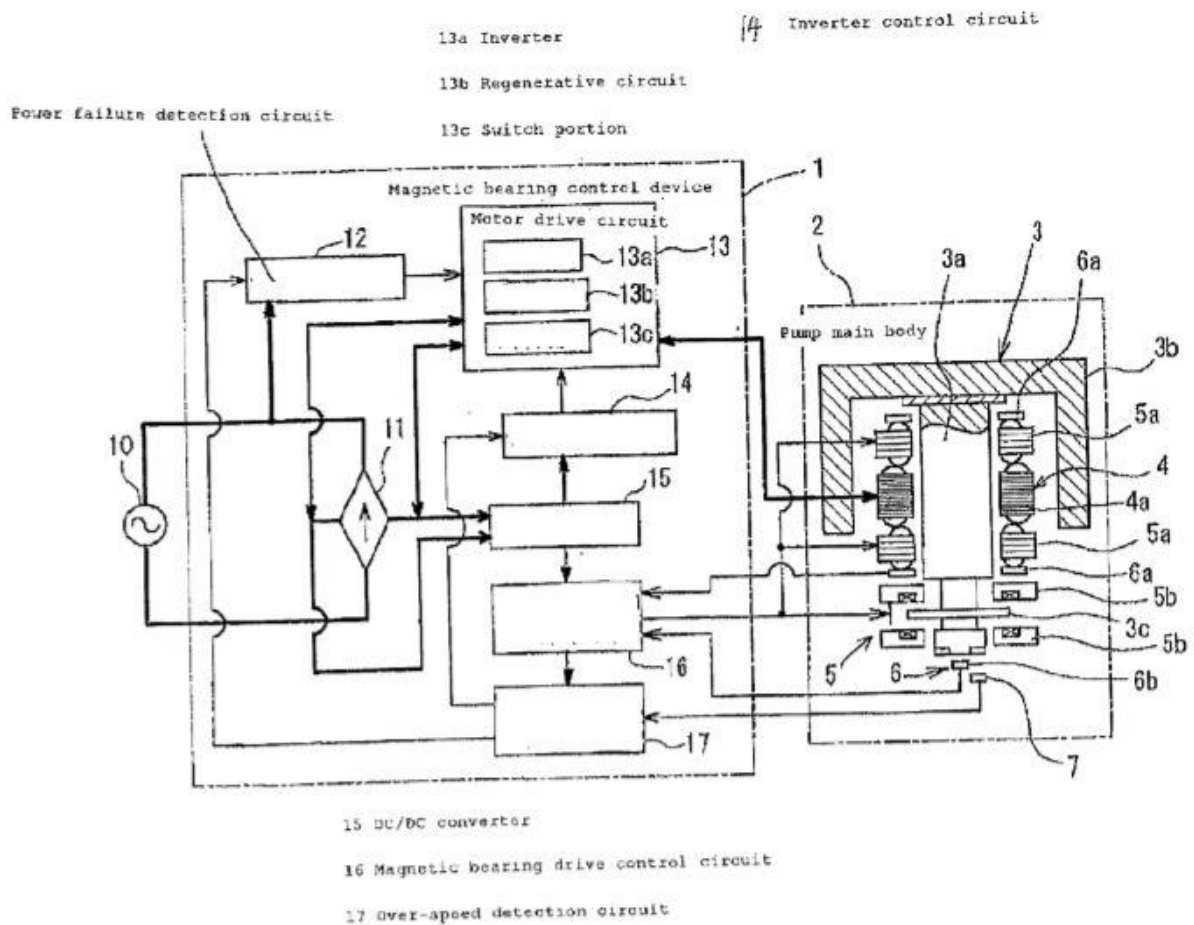 13a Inverter
14 Inverter control circuit
13b Regenerative circuit
Power failure detection circuit
13c Switch portion
1
Magnetic bearing control device
Motor drive circuit
12
13
2
3
3a
6a
13a
13b
Pump main body
13c
3b
14
5a
10
11
4
15
4a
5a
6a
5b
3c
5
16
6
5b
6b
17
7
15 DC/DC converter
16 Magnetic bearing drive control circuit
17 Over-speed detection circuit